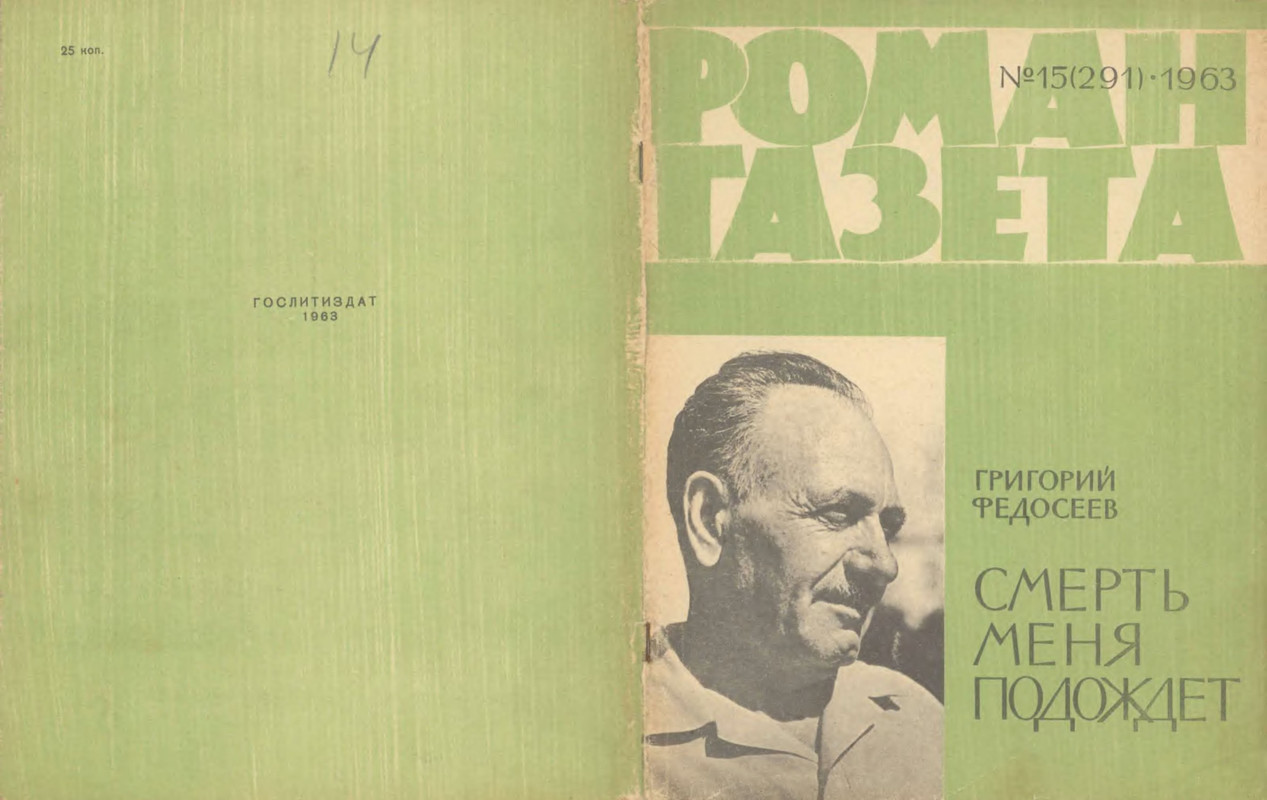 25 коп.
14
ГОСЛИТИЗДАТ
1963
РОМАН
№15(291)·1963
ГАЗЕТА
ГРИГОРИЙ
ФЕДОСЕЕВ
СМЕРТЬ
МЕНЯ
ПОДОЖДЕТ